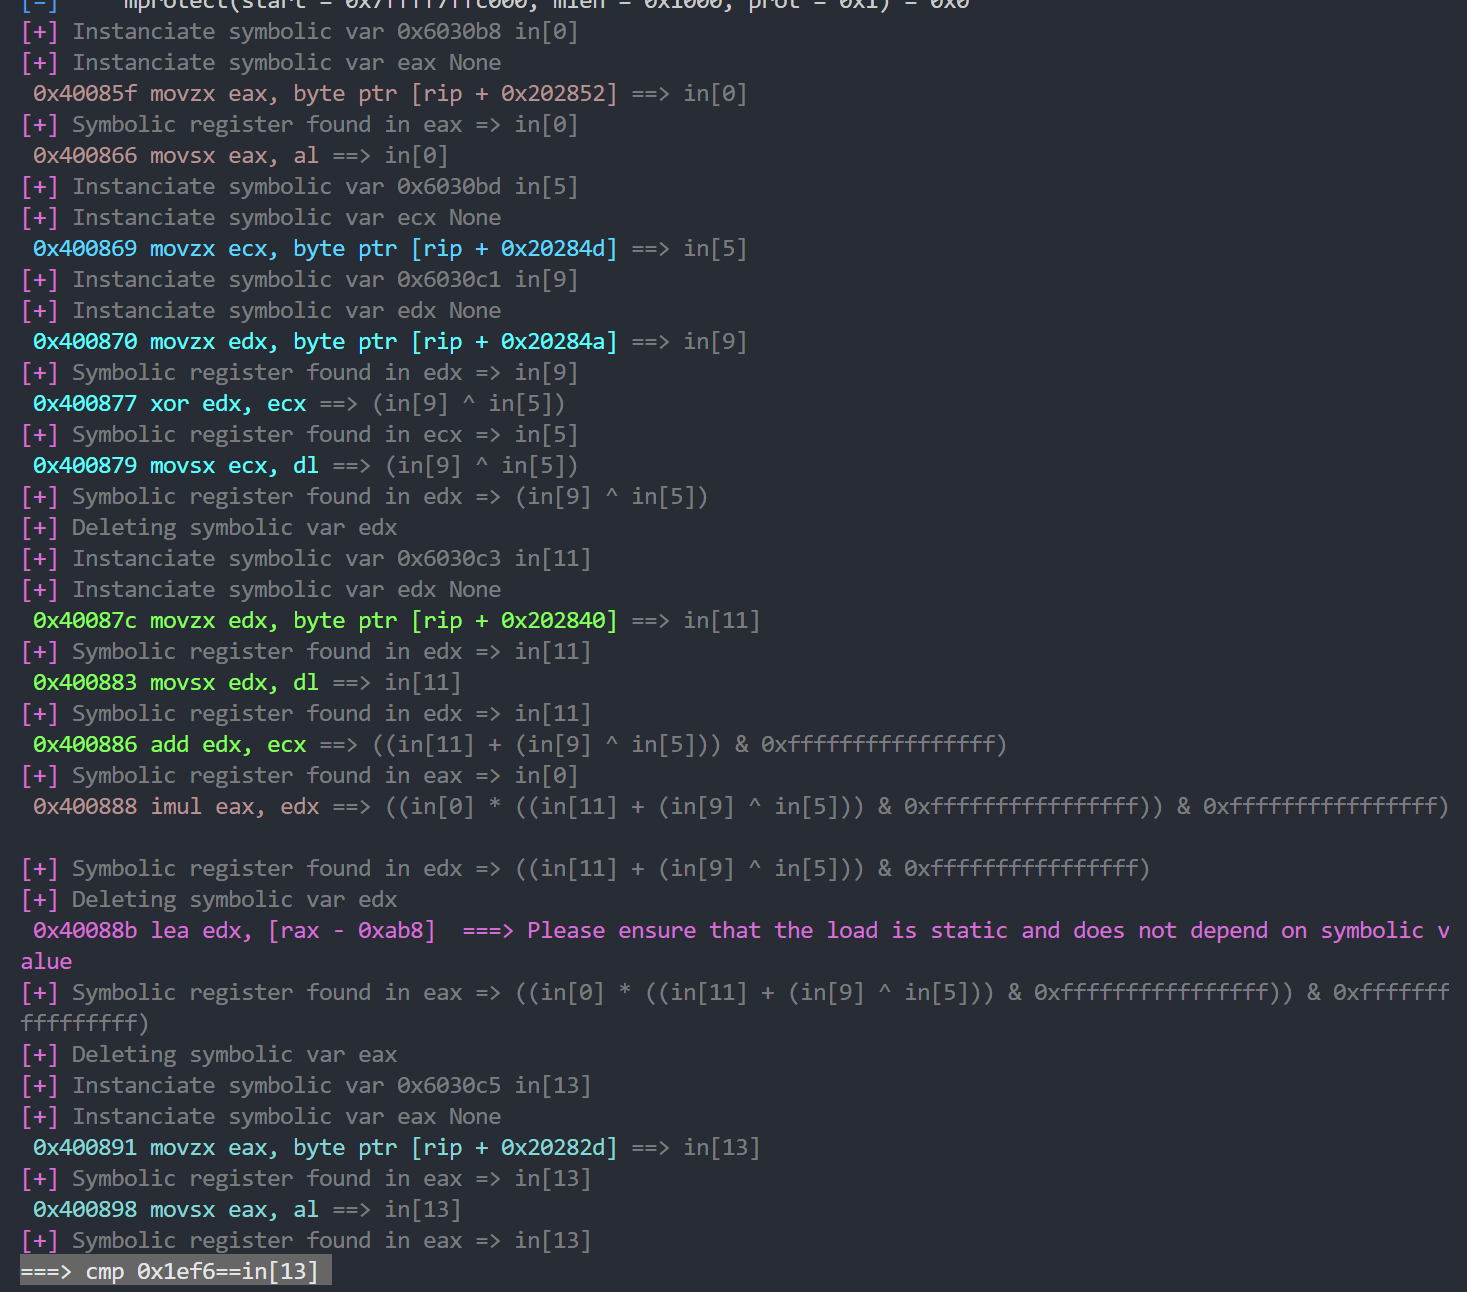 [=]     mprotect(start = 0x7ffff7ffc000, mlen = 0x1000, prot = 0x1) = 0x0
[+] Instanciate symbolic var 0x6030b8 in[0]
[+] Instanciate symbolic var eax None
0x40085f movzx eax, byte ptr [rip + 0x202852] ==> in[0]
[+] Symbolic register found in eax => in[0]
0x400866 movsx eax, al ==> in[0]
[+] Instanciate symbolic var 0x6030bd in[5]
[+] Instanciate symbolic var ecx None
0x400869 movzx ecx, byte ptr [rip + 0x20284d] ==> in[5]
[+] Instanciate symbolic var 0x6030c1 in[9]
[+] Instanciate symbolic var edx None
0x400870 movzx edx, byte ptr [rip + 0x20284a] ==> in[9]
[+] Symbolic register found in edx => in[9]
0x400877 xor edx, ecx ==> (in[9] ^ in[5])
[+] Symbolic register found in ecx => in[5]
0x400879 movsx ecx, dl ==> (in[9] ^ in[5])
[+] Symbolic register found in edx => (in[9] ^ in[5])
[+] Deleting symbolic var edx
[+] Instanciate symbolic var 0x6030c3 in[11]
[+] Instanciate symbolic var edx None
0x40087c movzx edx, byte ptr [rip + 0x202840] ==> in[11]
[+] Symbolic register found in edx => in[11]
0x400883 movsx edx, dl ==> in[11]
[+] Symbolic register found in edx => in[11]
0x400886 add edx, ecx ==> ((in[11] + (in[9] ^ in[5])) & 0xffffffffffffffff)
[+] Symbolic register found in eax => in[0]
0x400888 imul eax, edx ==> ((in[0] * ((in[11] + (in[9] ^ in[5])) & 0xffffffffffffffff)) & 0xffffffffffffffff)
[+] Symbolic register found in edx => ((in[11] + (in[9] ^ in[5])) & 0xffffffffffffffff)
[+] Deleting symbolic var edx
0x40088b lea edx, [rax - 0xab8]  ===> Please ensure that the load is static and does not depend on symbolic v
alue
[+] Symbolic register found in eax => ((in[0] * ((in[11] + (in[9] ^ in[5])) & 0xffffffffffffffff)) & 0xfffffff
fffffffff)
[+] Deleting symbolic var eax
[+] Instanciate symbolic var 0x6030c5 in[13]
[+] Instanciate symbolic var eax None
0x400891 movzx eax, byte ptr [rip + 0x20282d] ==> in[13]
[+] Symbolic register found in eax => in[13]
0x400898 movsx eax, al ==> in[13]
[+] Symbolic register found in eax => in[13]
===> cmp 0x1ef6==in[13]